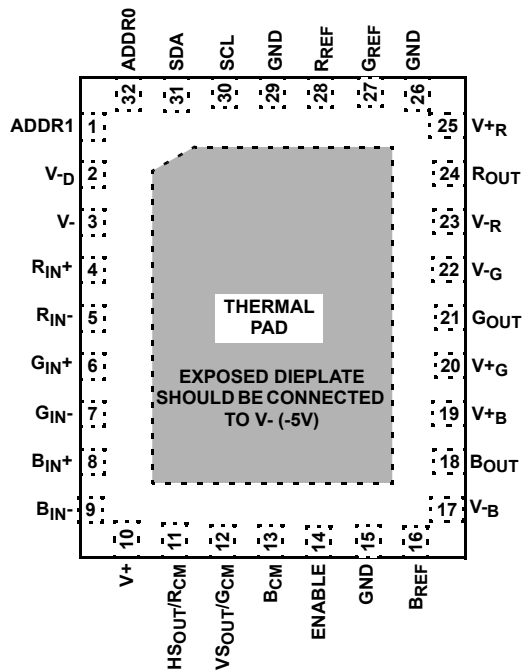 ADDR0
SDA
SCL
GND
RREF
GREF
GND
32
31
30
29
28
27
26
ADDR1 1
V-D 2
V- 3
RIN+ 4
RIN- 5
GIN+ 6
GIN- 7
BIN+ 8
BIN- 9
THERMAL
PAD
EXPOSED DIEPLATE
SHOULD BE CONNECTED
TO V- (-5V)
25 V+R
24 ROUT
23 V-R
22 V-G
21 GOUT
20 V+G
19 V+B
18 BOUT
17 V-B
10
11
12
13
14
15
16
V+
HSOUT/RCM
VSOUT/GCM
BCM
ENABLE
GND
BREF